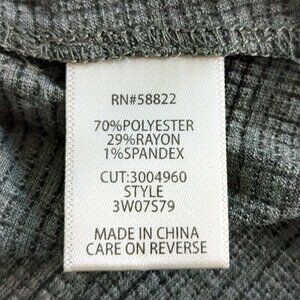 RN#58822
70%POLYESTER
29%RAYON
1%SPANDEX
CUT:3004960
STYLE
3W07S79
MADE IN CHINA
CARE ON REVERSE